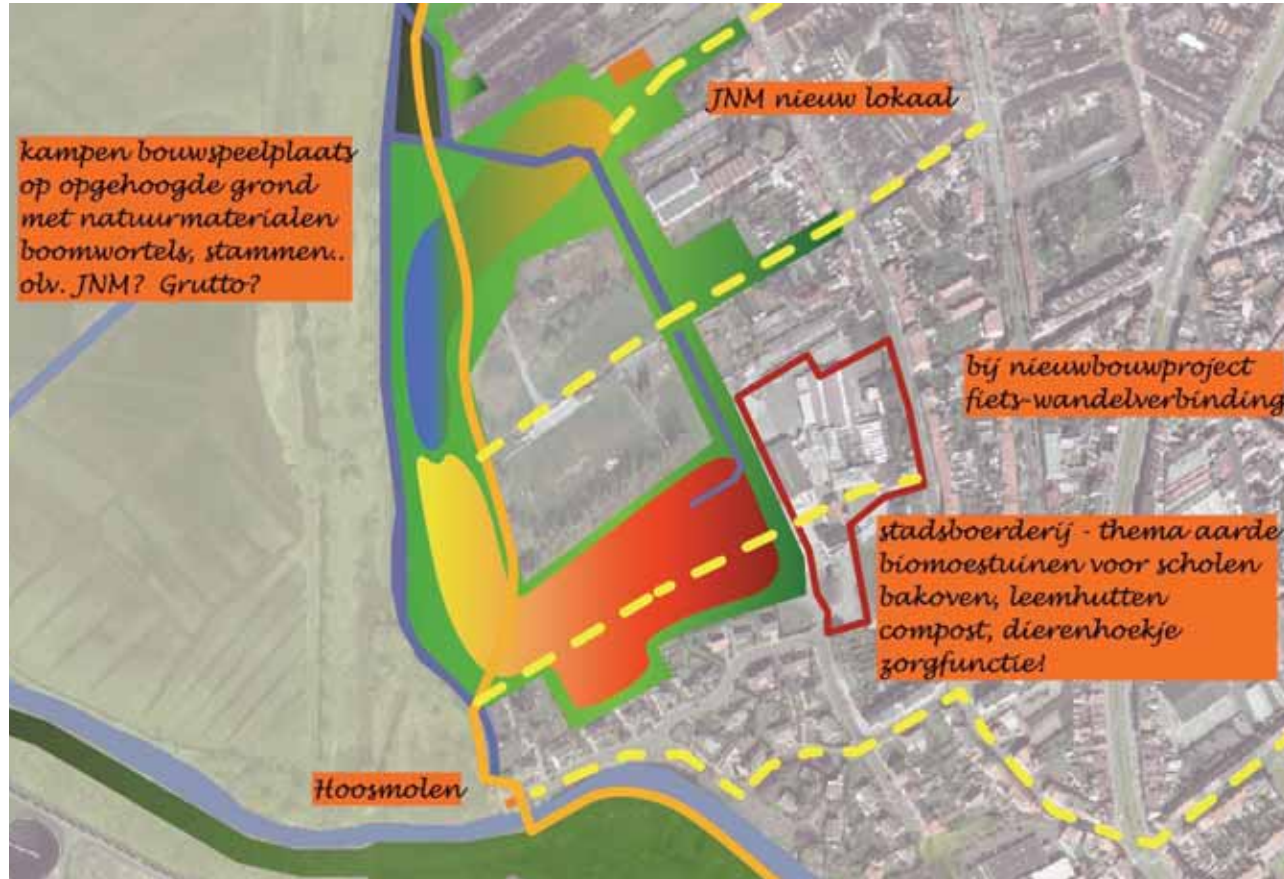 JNM nieuw lokaal
kampen bouwspeelplaats
op opgehoogde grond
met natuurmaterialen
boomwortels, stammen..
olv. JNM? Grutto?
bij nieuwbouwproject
fiets-wandelverbinding
stadsboerderij - thema aarde
biomoestuinen voor scholen
bakoven, leemhutten
compost, dierenhoekje
zorgfunctie!
Hoosmolen